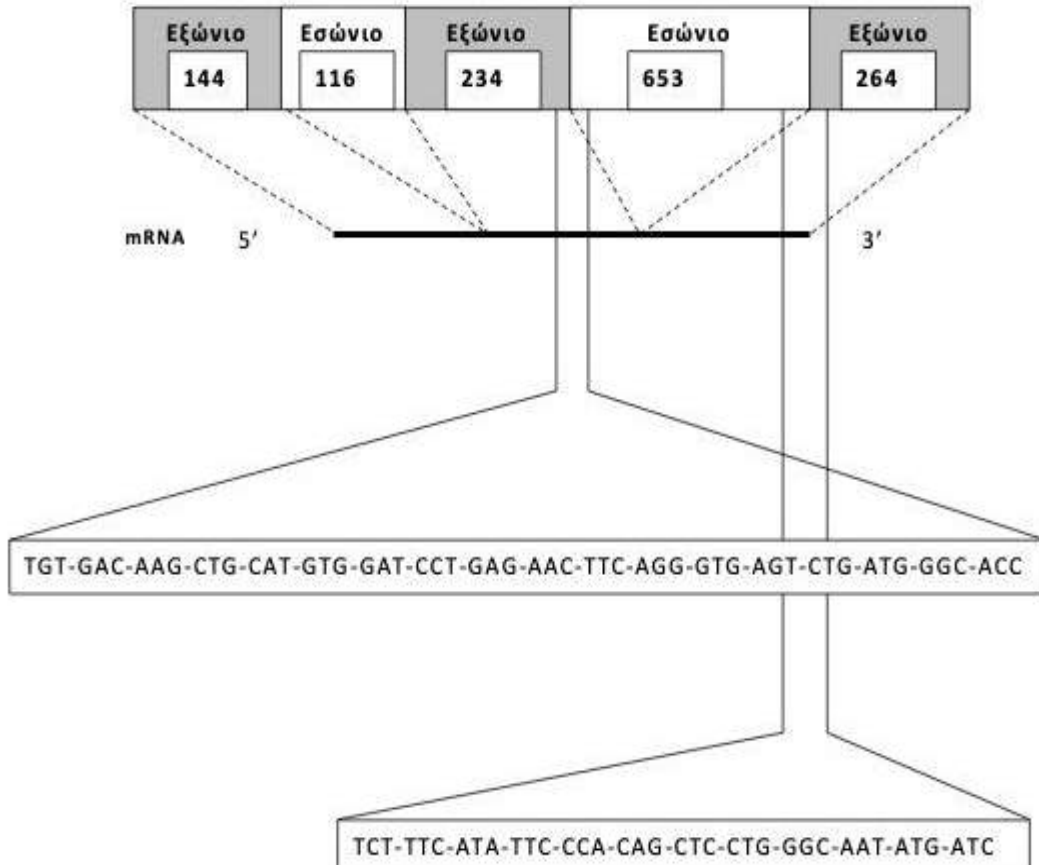 Εξώνιο Εσώνιο Εξώνιο Εσώνιο Εξώνιο
144 116 234 653 264
mRNA 5′ 3′
TGT-GAC-AAG-CTG-CAT-GTG-GAT-CCT-GAG-AAC-TTC-AGG-GTG-AGT-CTG-ATG-GGC-ACC
TCT-TTC-ATA-TTC-CCA-CAG-CTC-CTG-GGC-AAT-ATG-ATC